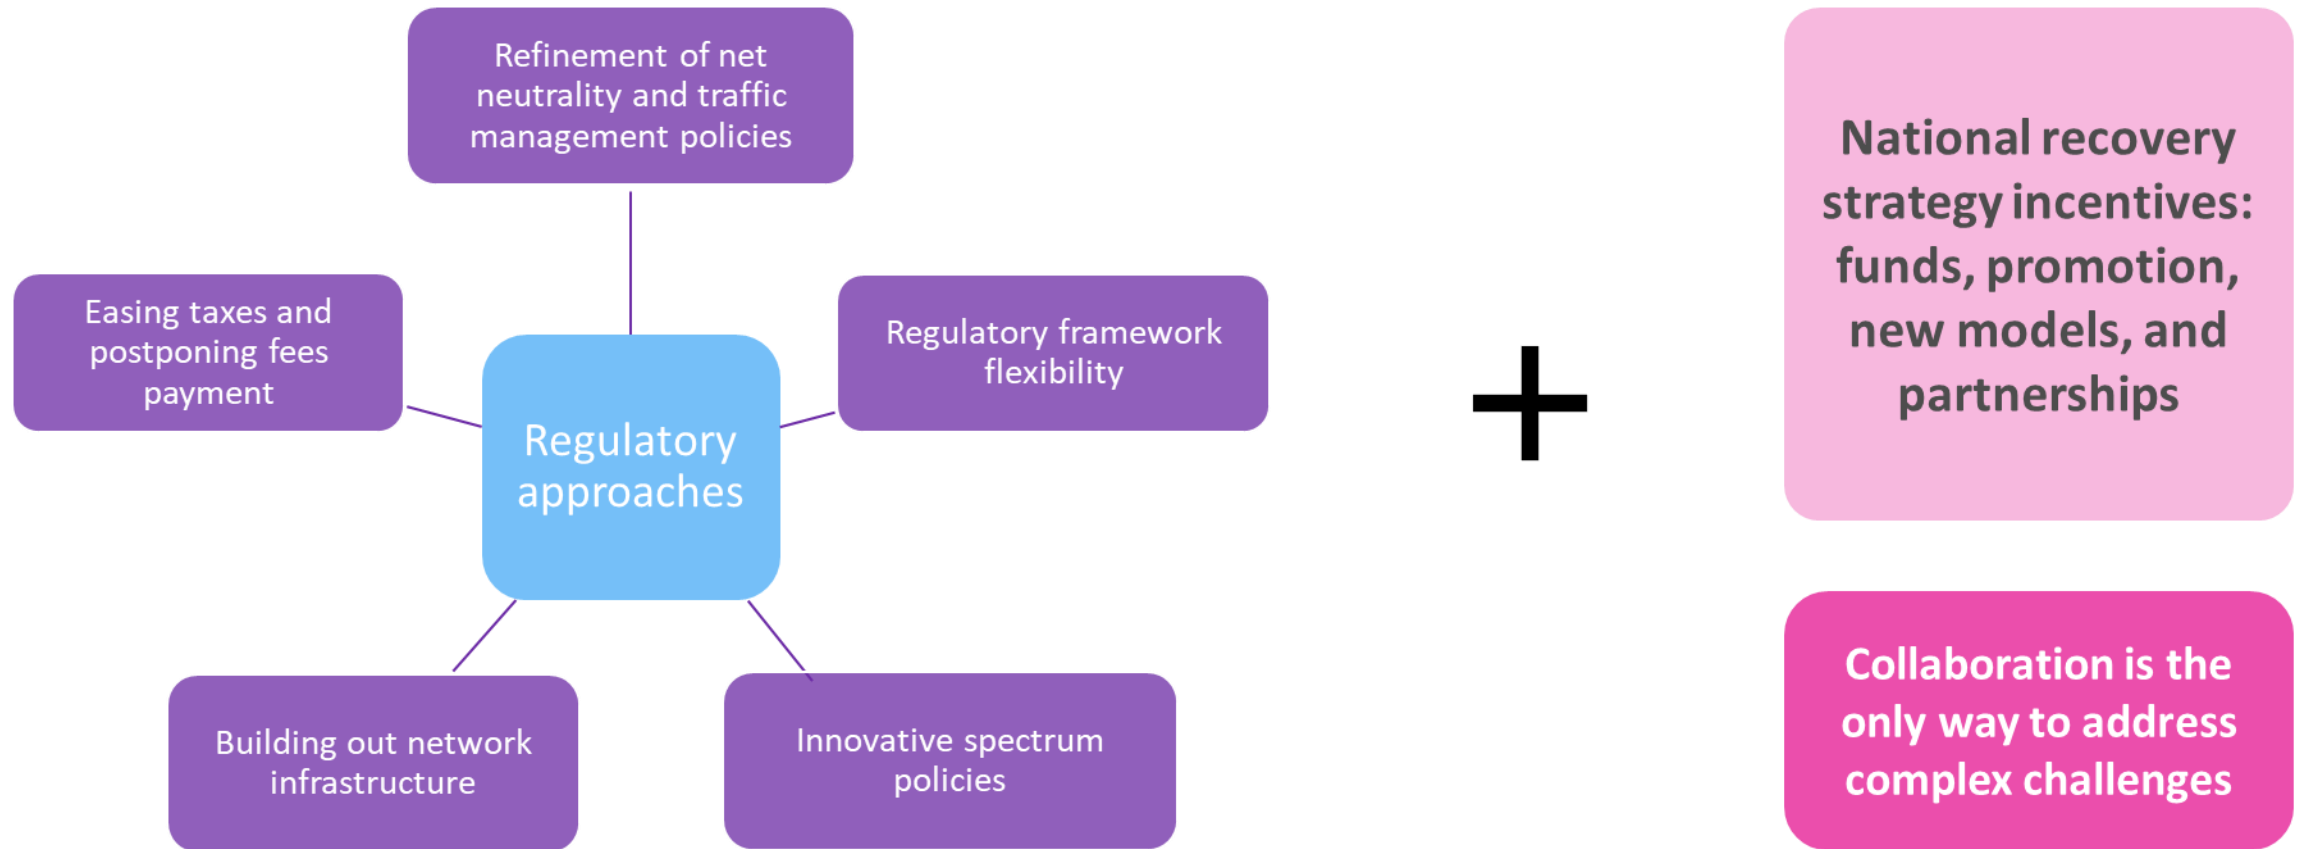 Refinement of net
neutrality and traffic
management policies
Easing taxes and
postponing fees
payment
Regulatory framework
flexibility
Regulatory
approaches
Building out network
infrastructure
Innovative spectrum
policies
+
National recovery
strategy incentives:
funds, promotion,
new models, and
partnerships
Collaboration is the
only way to address
complex challenges